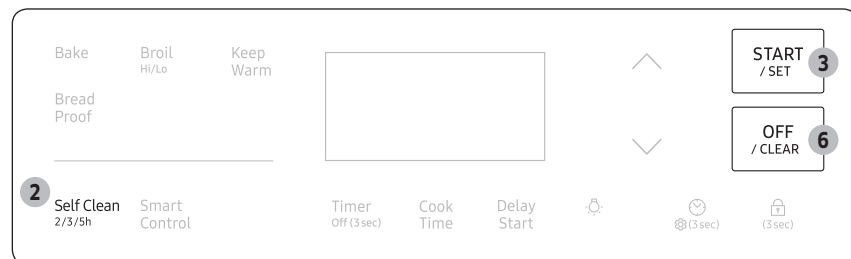 Bake Broil Keep
Hi/Lo Warm
START
/ SET 3
Bread
Proof
OFF
/ CLEAR 6
2
Self Clean Smart Timer Cook Delay
2/3/5h Control Off (3 sec) Time Start (3 sec) (3 sec)